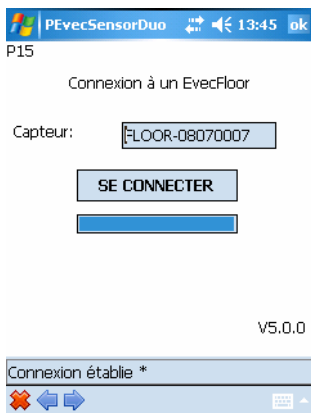 PEvecSensorDuo 13:45 ok
P15
Connexion à un EvecFloor
Capteur: FLOOR-08070007
SE CONNECTER
V5.0.0
Connexion établie *